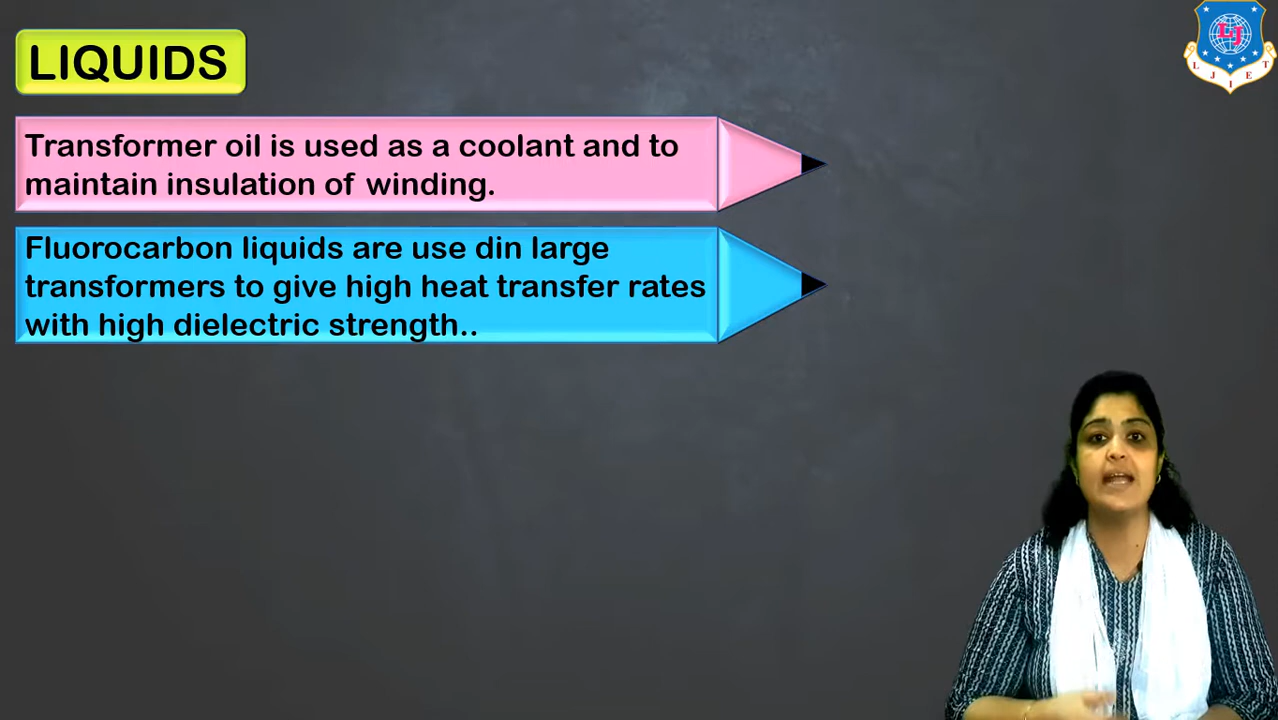 LIQUIDS
Transformer oil is used as a coolant and to
maintain insulation of winding.
Fluorocarbon liquids are use din large
transformers to give high heat transfer rates
with high dielectric strength..
LJ
L J I E T